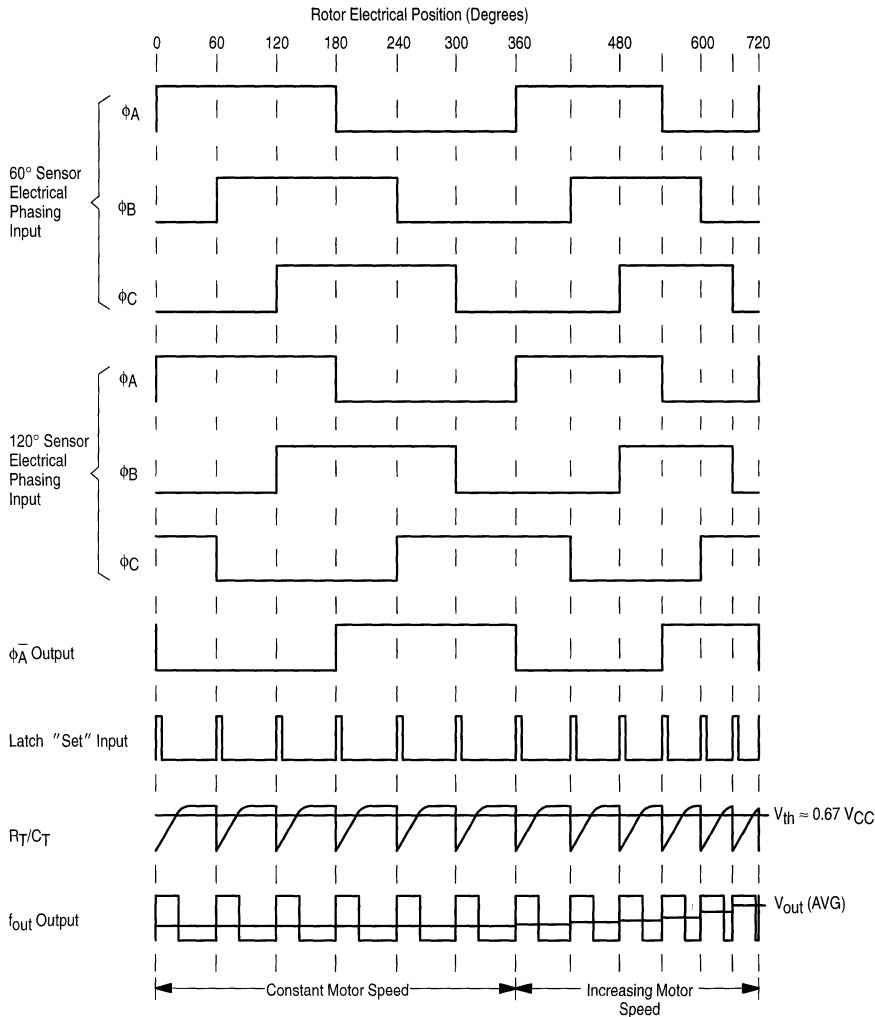 Rotor Electrical Position (Degrees)
0 60 120 180 240 300 360 480 600 720
ϕA
60° Sensor
Electrical
Phasing
Input
ϕB
ϕC
ϕA
120° Sensor
Electrical
Phasing
Input
ϕB
ϕC
ϕA̅ Output
Latch ″Set″ Input
Vth ≈ 0.67 VCC
RT/CT
Vout (AVG)
fout Output
Constant Motor Speed
Increasing Motor
Speed